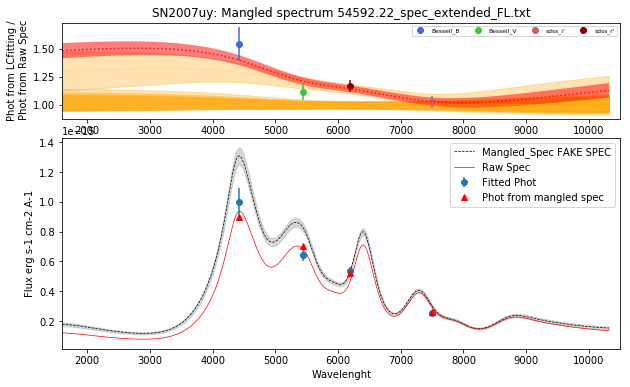 SN2007uy: Mangled spectrum 54592.22_spec_extended_FL.txt
Phot from LCfitting /
Phot from Raw Spec
1.50
1.25
1.00
Bessell_B
Bessell_V
sdss_i'
sdss_r'
2000 3000 4000 5000 6000 7000 8000 9000 10000
1e−15
Flux erg s-1 cm-2 A-1
1.4
1.2
1.0
0.8
0.6
0.4
0.2
Mangled_Spec FAKE SPEC
Raw Spec
Fitted Phot
Phot from mangled spec
2000 3000 4000 5000 6000 7000 8000 9000 10000
Wavelenght